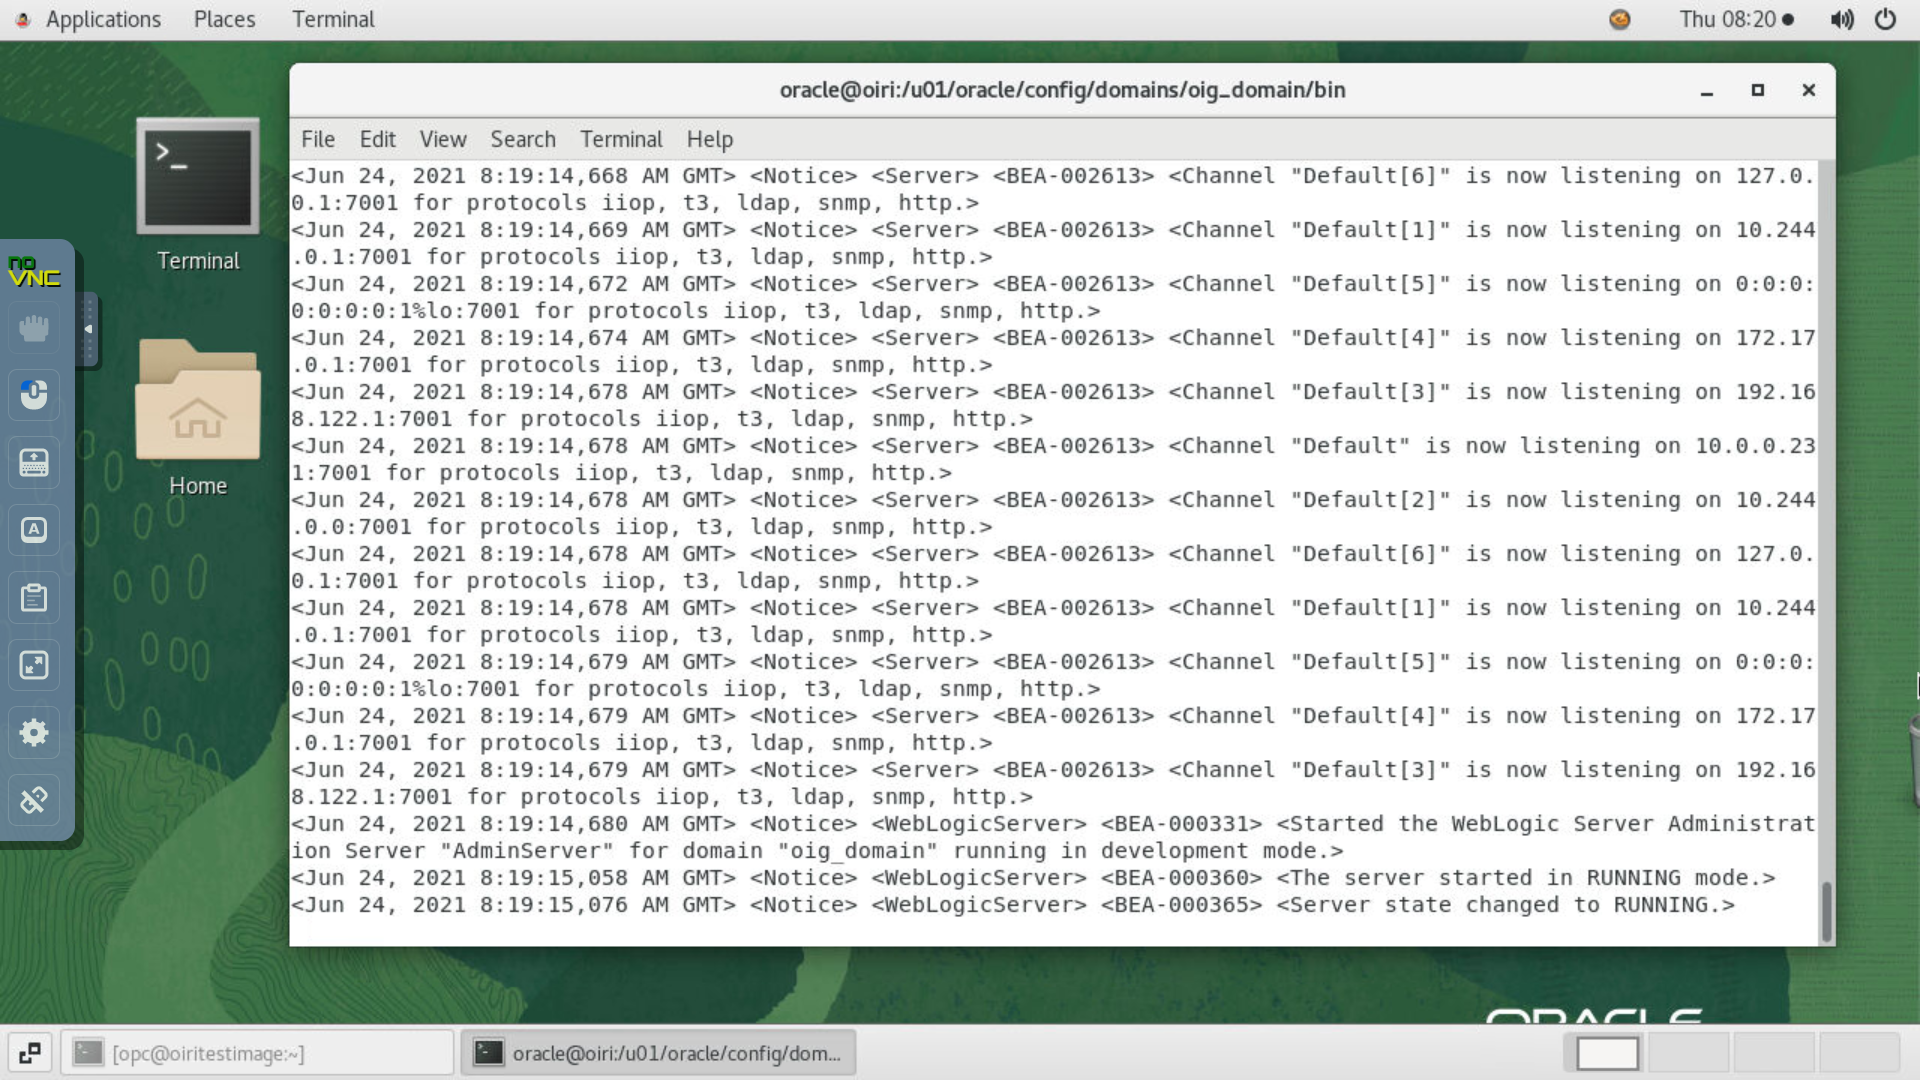 Applications Places Terminal Thu 08:20
oracle@oiri:/u01/oracle/config/domains/oig_domain/bin
File Edit View Search Terminal Help
<Jun 24, 2021 8:19:14,668 AM GMT> <Notice> <Server> <BEA-002613> <Channel "Default[6]" is now listening on 127.0.
0.1:7001 for protocols iiop, t3, ldap, snmp, http.>
<Jun 24, 2021 8:19:14,669 AM GMT> <Notice> <Server> <BEA-002613> <Channel "Default[1]" is now listening on 10.244
.0.1:7001 for protocols iiop, t3, ldap, snmp, http.>
<Jun 24, 2021 8:19:14,672 AM GMT> <Notice> <Server> <BEA-002613> <Channel "Default[5]" is now listening on 0:0:0:
0:0:0:0:1%lo:7001 for protocols iiop, t3, ldap, snmp, http.>
<Jun 24, 2021 8:19:14,674 AM GMT> <Notice> <Server> <BEA-002613> <Channel "Default[4]" is now listening on 172.17
.0.1:7001 for protocols iiop, t3, ldap, snmp, http.>
<Jun 24, 2021 8:19:14,678 AM GMT> <Notice> <Server> <BEA-002613> <Channel "Default[3]" is now listening on 192.16
8.122.1:7001 for protocols iiop, t3, ldap, snmp, http.>
<Jun 24, 2021 8:19:14,678 AM GMT> <Notice> <Server> <BEA-002613> <Channel "Default" is now listening on 10.0.0.23
1:7001 for protocols iiop, t3, ldap, snmp, http.>
<Jun 24, 2021 8:19:14,678 AM GMT> <Notice> <Server> <BEA-002613> <Channel "Default[2]" is now listening on 10.244
.0.0:7001 for protocols iiop, t3, ldap, snmp, http.>
<Jun 24, 2021 8:19:14,678 AM GMT> <Notice> <Server> <BEA-002613> <Channel "Default[6]" is now listening on 127.0.
0.1:7001 for protocols iiop, t3, ldap, snmp, http.>
<Jun 24, 2021 8:19:14,678 AM GMT> <Notice> <Server> <BEA-002613> <Channel "Default[1]" is now listening on 10.244
.0.1:7001 for protocols iiop, t3, ldap, snmp, http.>
<Jun 24, 2021 8:19:14,679 AM GMT> <Notice> <Server> <BEA-002613> <Channel "Default[5]" is now listening on 0:0:0:
0:0:0:0:1%lo:7001 for protocols iiop, t3, ldap, snmp, http.>
<Jun 24, 2021 8:19:14,679 AM GMT> <Notice> <Server> <BEA-002613> <Channel "Default[4]" is now listening on 172.17
.0.1:7001 for protocols iiop, t3, ldap, snmp, http.>
<Jun 24, 2021 8:19:14,679 AM GMT> <Notice> <Server> <BEA-002613> <Channel "Default[3]" is now listening on 192.16
8.122.1:7001 for protocols iiop, t3, ldap, snmp, http.>
<Jun 24, 2021 8:19:14,680 AM GMT> <Notice> <WebLogicServer> <BEA-000331> <Started the WebLogic Server Administrat
ion Server "AdminServer" for domain "oig_domain" running in development mode.>
<Jun 24, 2021 8:19:15,058 AM GMT> <Notice> <WebLogicServer> <BEA-000360> <The server started in RUNNING mode.>
<Jun 24, 2021 8:19:15,076 AM GMT> <Notice> <WebLogicServer> <BEA-000365> <Server state changed to RUNNING.>
>_
Terminal
Home
no
VNC
A
ORACLE
[opc@oiritestimage:~] oracle@oiri:/u01/oracle/config/dom...